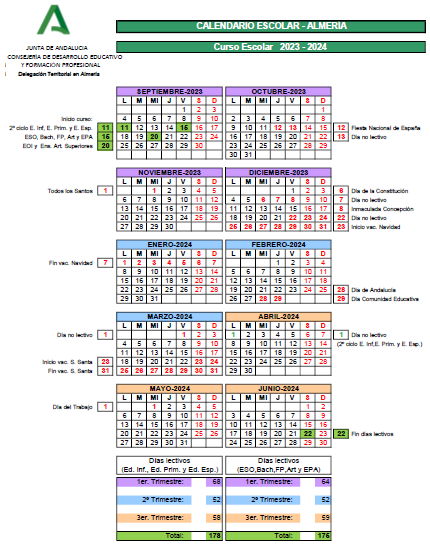 JUNTA DE ANDALUCIA
CONSEJERÍA DE DESARROLLO EDUCATIVO
Y FORMACIÓN PROFESIONAL
Delegación Territorial en Almería
CALENDARIO ESCOLAR - ALMERIA
Curso Escolar 2023 - 2024
SEPTIEMBRE-2023
L M MI J V S D
1 2 3
4 5 6 7 8 9 10
11 12 13 14 15 16 17
18 19 20 21 22 23 24
25 26 27 28 29 30
Inicio curso:
2º ciclo E. Inf, E. Prim. y E. Esp. 11
ESO, Bach, FP, Art y EPA 15
EOI y Ens. Art. Superiores 20
OCTUBRE-2023
L M MI J V S D
1
2 3 4 5 6 7 8
9 10 11 12 13 14 15
16 17 18 19 20 21 22
23 24 25 26 27 28 29
30 31
12 Fiesta Nacional de España
13 Día no lectivo
NOVIEMBRE-2023
L M MI J V S D
1 2 3 4 5
6 7 8 9 10 11 12
13 14 15 16 17 18 19
20 21 22 23 24 25 26
27 28 29 30
Todos los Santos 1
DICIEMBRE-2023
L M MI J V S D
1 2 3
4 5 6 7 8 9 10
11 12 13 14 15 16 17
18 19 20 21 22 23 24
25 26 27 28 29 30 31
6 Día de la Constitución
7 Día no lectivo
8 Inmaculada Concepción
22 Día no lectivo
23 Inicio vac. Navidad
ENERO-2024
L M MI J V S D
1 2 3 4 5 6 7
8 9 10 11 12 13 14
15 16 17 18 19 20 21
22 23 24 25 26 27 28
29 30 31
Fin vac. Navidad 7
FEBRERO-2024
L M MI J V S D
1 2 3 4
5 6 7 8 9 10 11
12 13 14 15 16 17 18
19 20 21 22 23 24 25
26 27 28 29
28 Día de Andalucía
29 Día Comunidad Educativa
MARZO-2024
L M MI J V S D
1 2 3
4 5 6 7 8 9 10
11 12 13 14 15 16 17
18 19 20 21 22 23 24
25 26 27 28 29 30 31
Día no lectivo 1
Inicio vac. S. Santa 23
Fin vac. S. Santa 31
ABRIL-2024
L M MI J V S D
1 2 3 4 5 6 7
8 9 10 11 12 13 14
15 16 17 18 19 20 21
22 23 24 25 26 27 28
29 30
1 Día no lectivo
(2º ciclo E. Inf,E. Prim. y E. Esp.)
MAYO-2024
L M MI J V S D
1 2 3 4 5
6 7 8 9 10 11 12
13 14 15 16 17 18 19
20 21 22 23 24 25 26
27 28 29 30 31
Día del Trabajo 1
JUNIO-2024
L M MI J V S D
1 2
3 4 5 6 7 8 9
10 11 12 13 14 15 16
17 18 19 20 21 22 23
24 25 26 27 28 29 30
22 Fin días lectivos
Días lectivos
(Ed. Inf., Ed. Prim. y Ed. Esp.)
1er. Trimestre: 68
2º Trimestre: 52
3er. Trimestre: 58
Total: 178
Días lectivos
(ESO,Bach,FP,Art y EPA)
1er. Trimestre: 64
2º Trimestre: 52
3er. Trimestre: 59
Total: 176